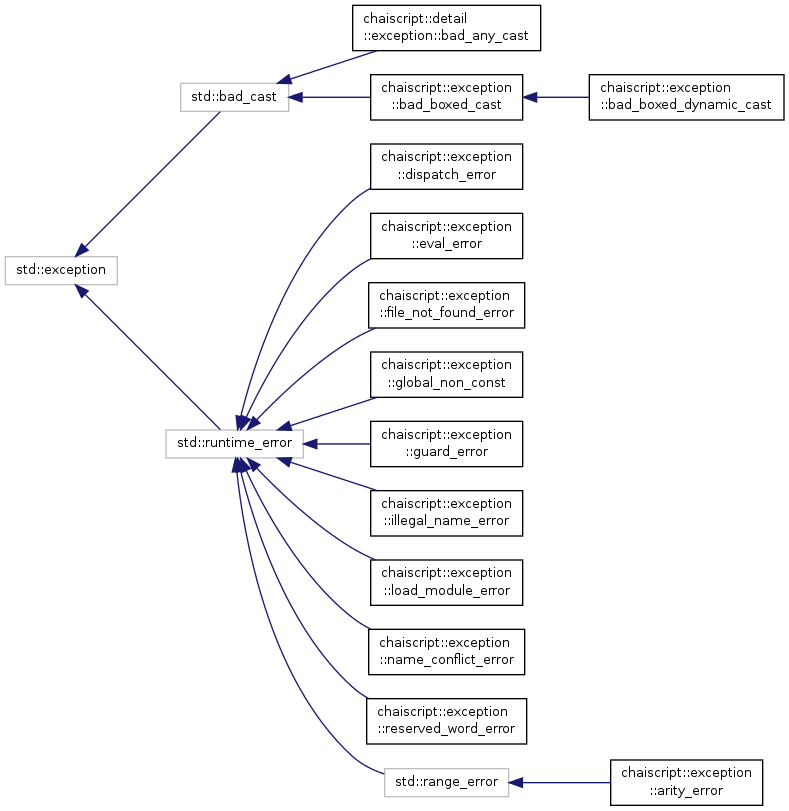 chaiscript::detail
::exception::bad_any_cast
std::bad_cast
chaiscript::exception
::bad_boxed_cast
chaiscript::exception
::bad_boxed_dynamic_cast
chaiscript::exception
::dispatch_error
chaiscript::exception
::eval_error
std::exception
chaiscript::exception
::file_not_found_error
chaiscript::exception
::global_non_const
std::runtime_error
chaiscript::exception
::guard_error
chaiscript::exception
::illegal_name_error
chaiscript::exception
::load_module_error
chaiscript::exception
::name_conflict_error
chaiscript::exception
::reserved_word_error
std::range_error
chaiscript::exception
::arity_error